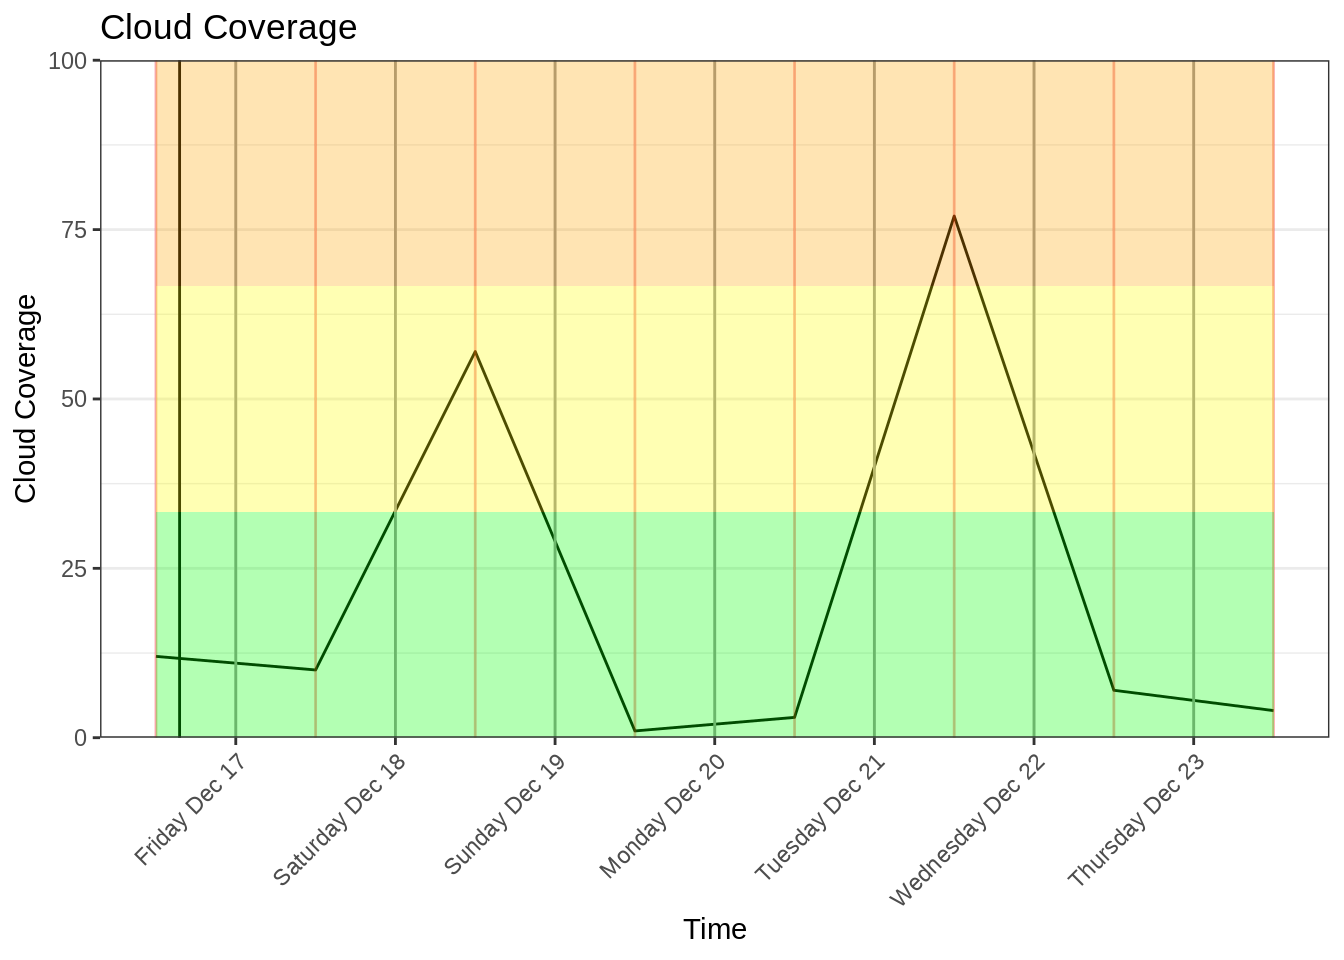 Cloud Coverage
Cloud Coverage
100
75
50
25
0
Friday Dec 17
Saturday Dec 18
Sunday Dec 19
Monday Dec 20
Tuesday Dec 21
Wednesday Dec 22
Thursday Dec 23
Time